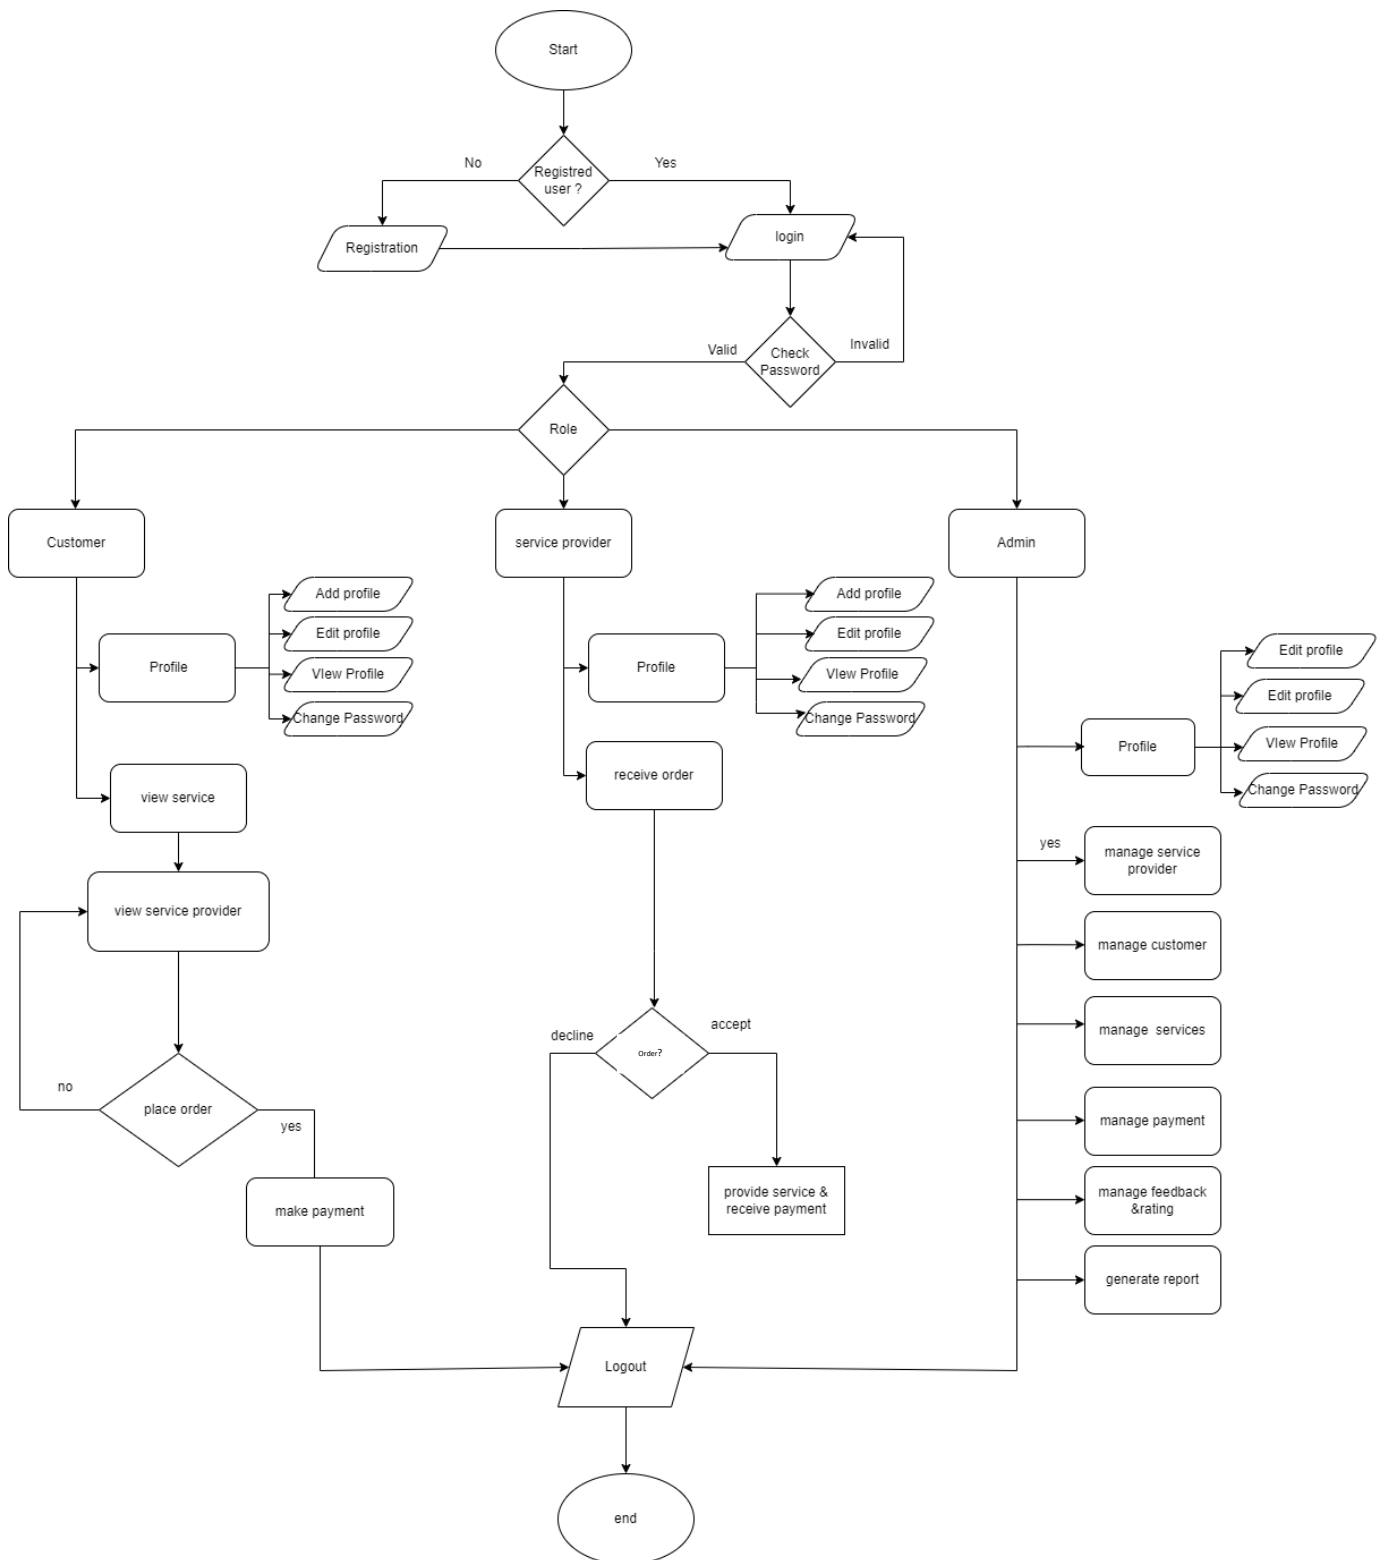 Start
No
Yes
Registred
user ?
Registration
login
Valid
Check
Password
Invalid
Role
Customer
service provider
Admin
Add profile
Edit profile
Profile
VIew Profile
Change Password
Add profile
Edit profile
Profile
VIew Profile
Change Password
Edit profile
Edit profile
Profile
VIew Profile
Change Password
view service
receive order
yes
manage service
provider
view service provider
manage customer
manage  services
decline
accept
Order?
no
place order
yes
manage payment
make payment
provide service &
receive payment
manage feedback
&rating
generate report
Logout
end